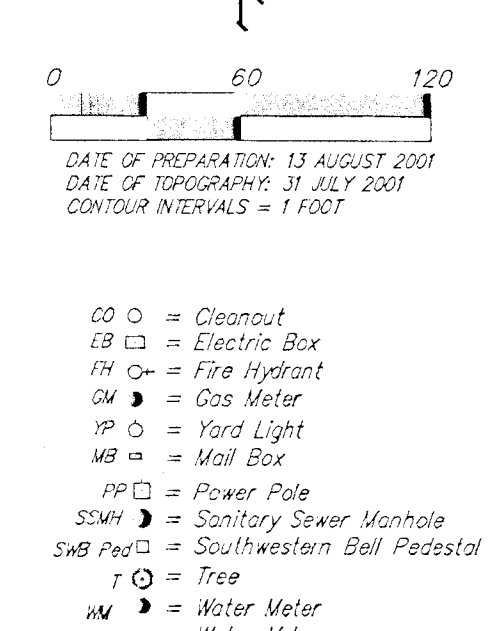 0 60 120
DATE OF PREPARATION: 13 AUGUST 2001
DATE OF TOPOGRAPHY: 31 JULY 2001
CONTOUR INTERVALS = 1 FOOT
CO = Cleanout
EB = Electric Box
FH = Fire Hydrant
GM = Gas Meter
YP = Yard Light
MB = Mail Box
PP = Power Pole
SSMH = Sanitary Sewer Manhole
SWB Ped = Southwestern Bell Pedestal
T = Tree
WM = Water Meter